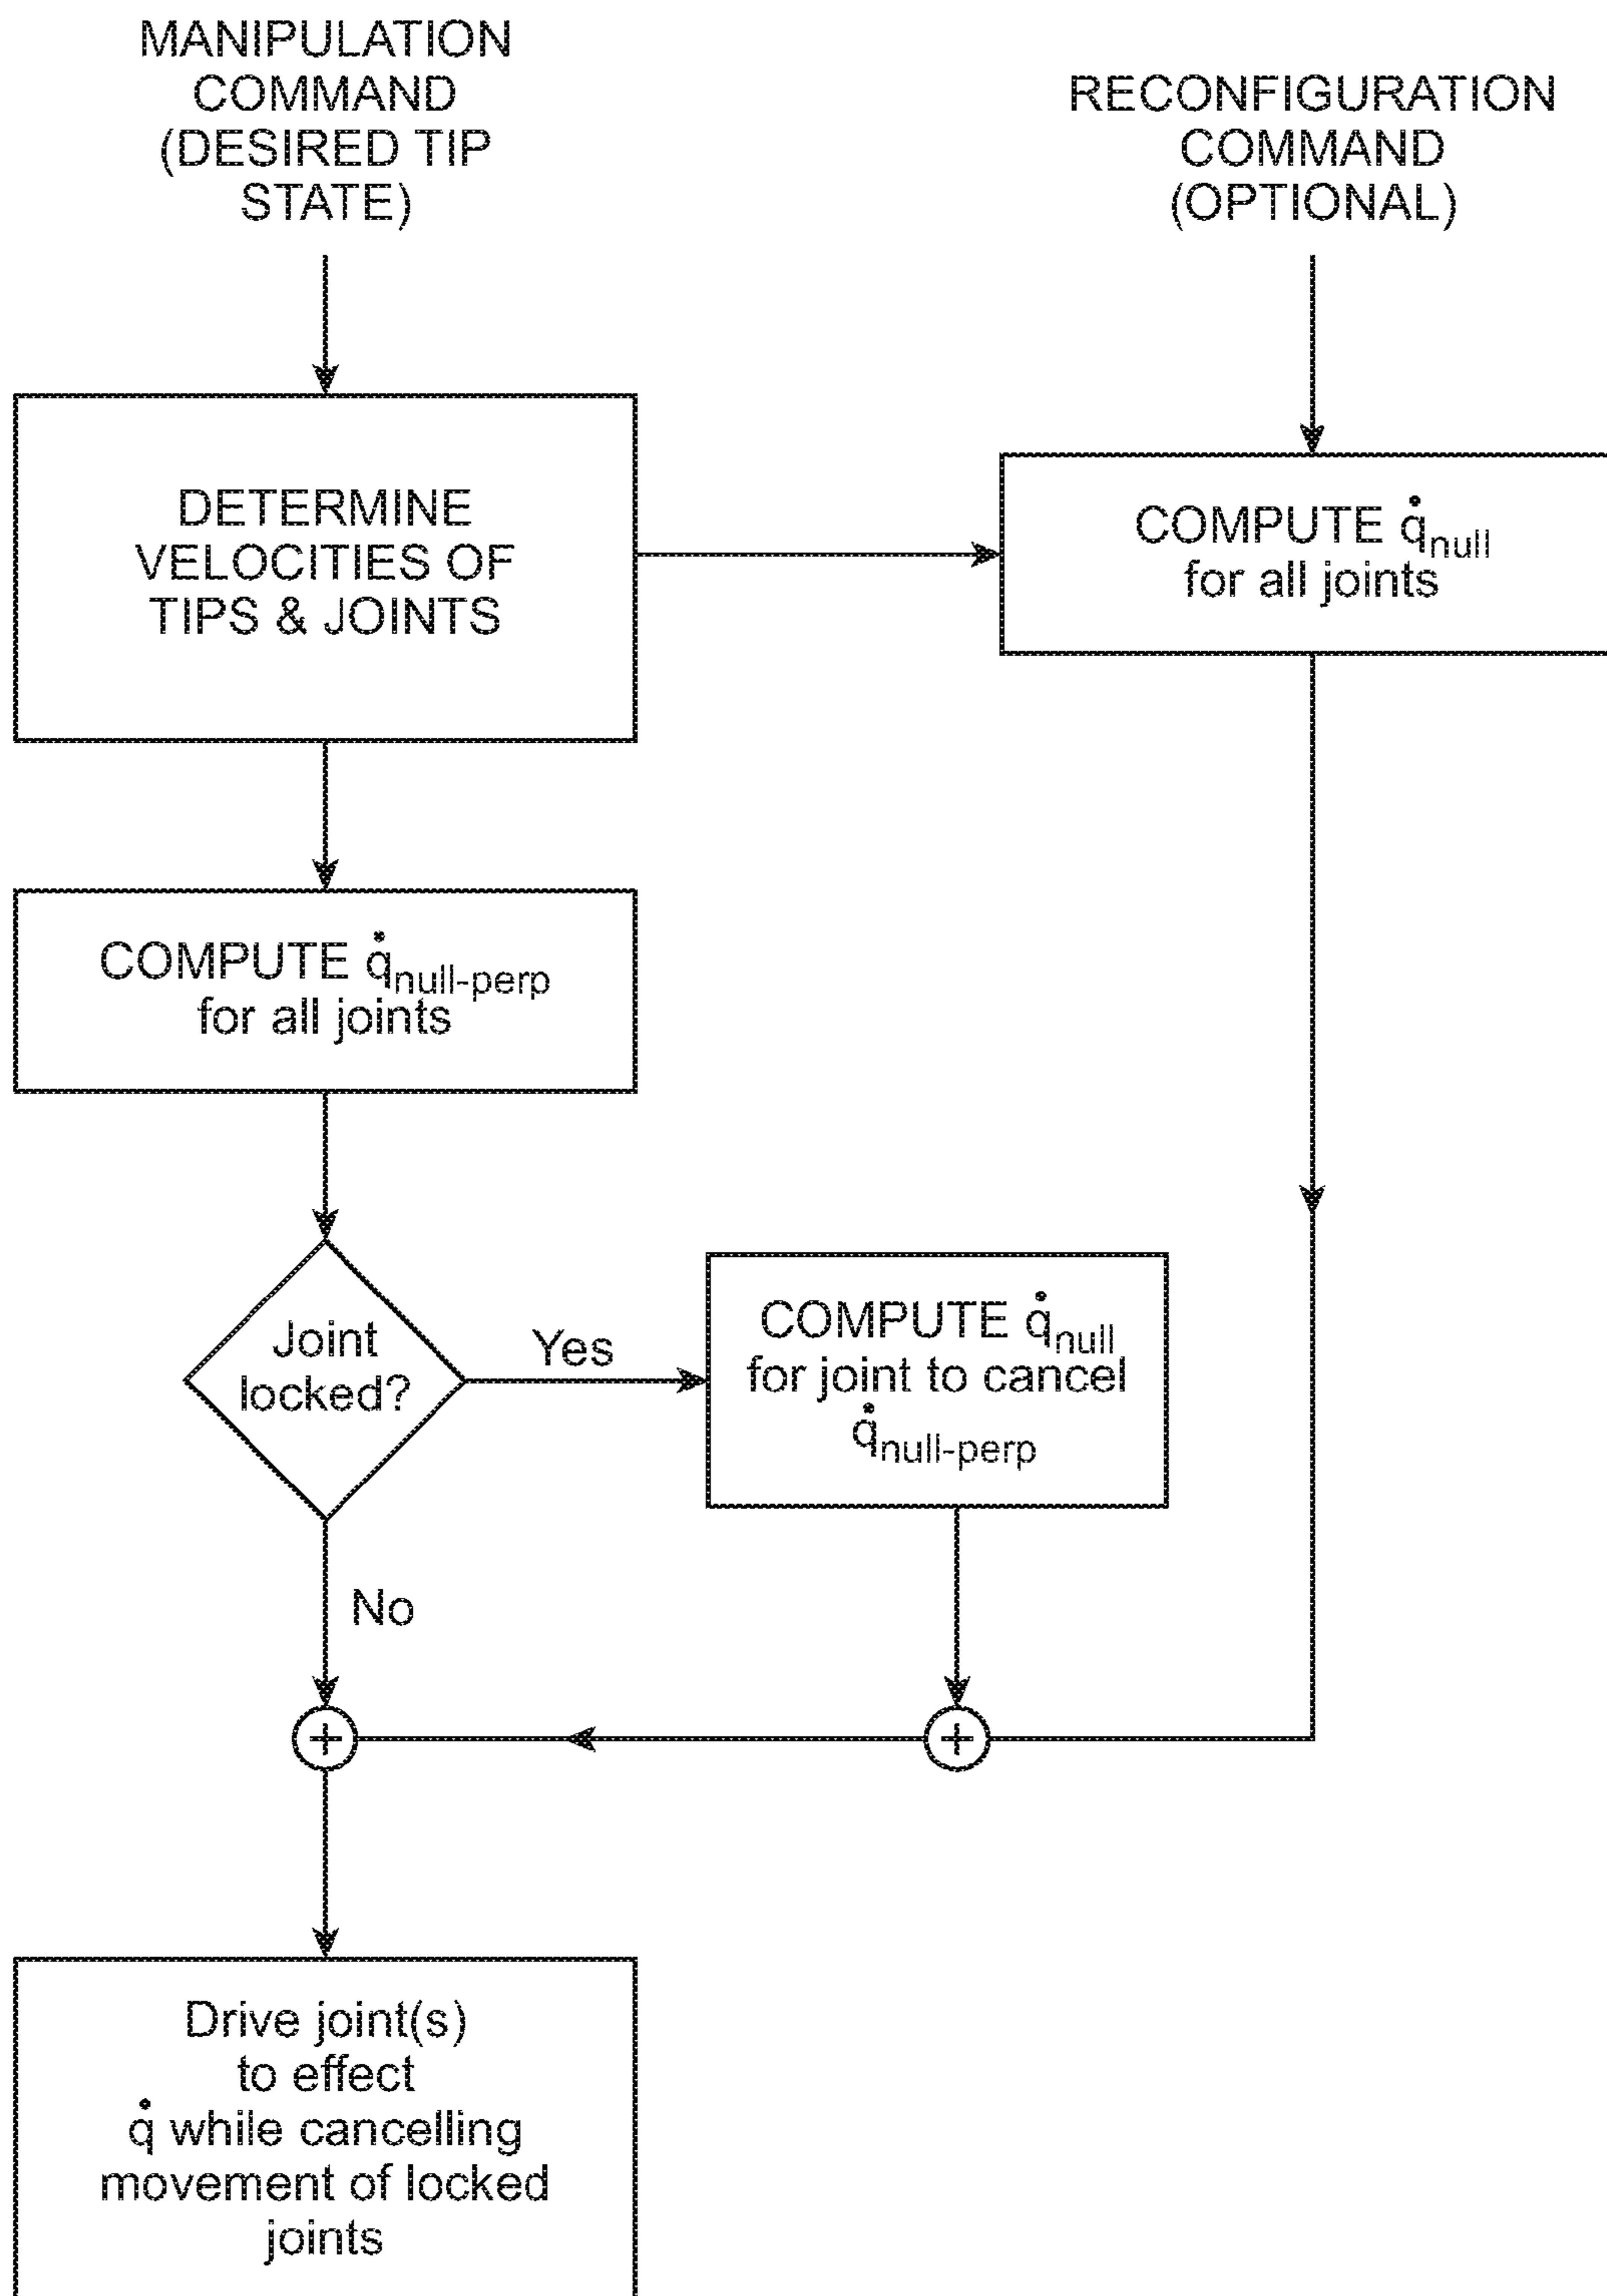 MANIPULATION
COMMAND
(DESIRED TIP
STATE)
RECONFIGURATION
COMMAND
(OPTIONAL)
DETERMINE
VELOCITIES OF
TIPS & JOINTS
COMPUTE q̇null
for all joints
COMPUTE q̇null-perp
for all joints
Joint
locked?
Yes
COMPUTE q̇null
for joint to cancel
q̇null-perp
No
+
+
Drive joint(s)
to effect
q̇ while cancelling
movement of locked
joints